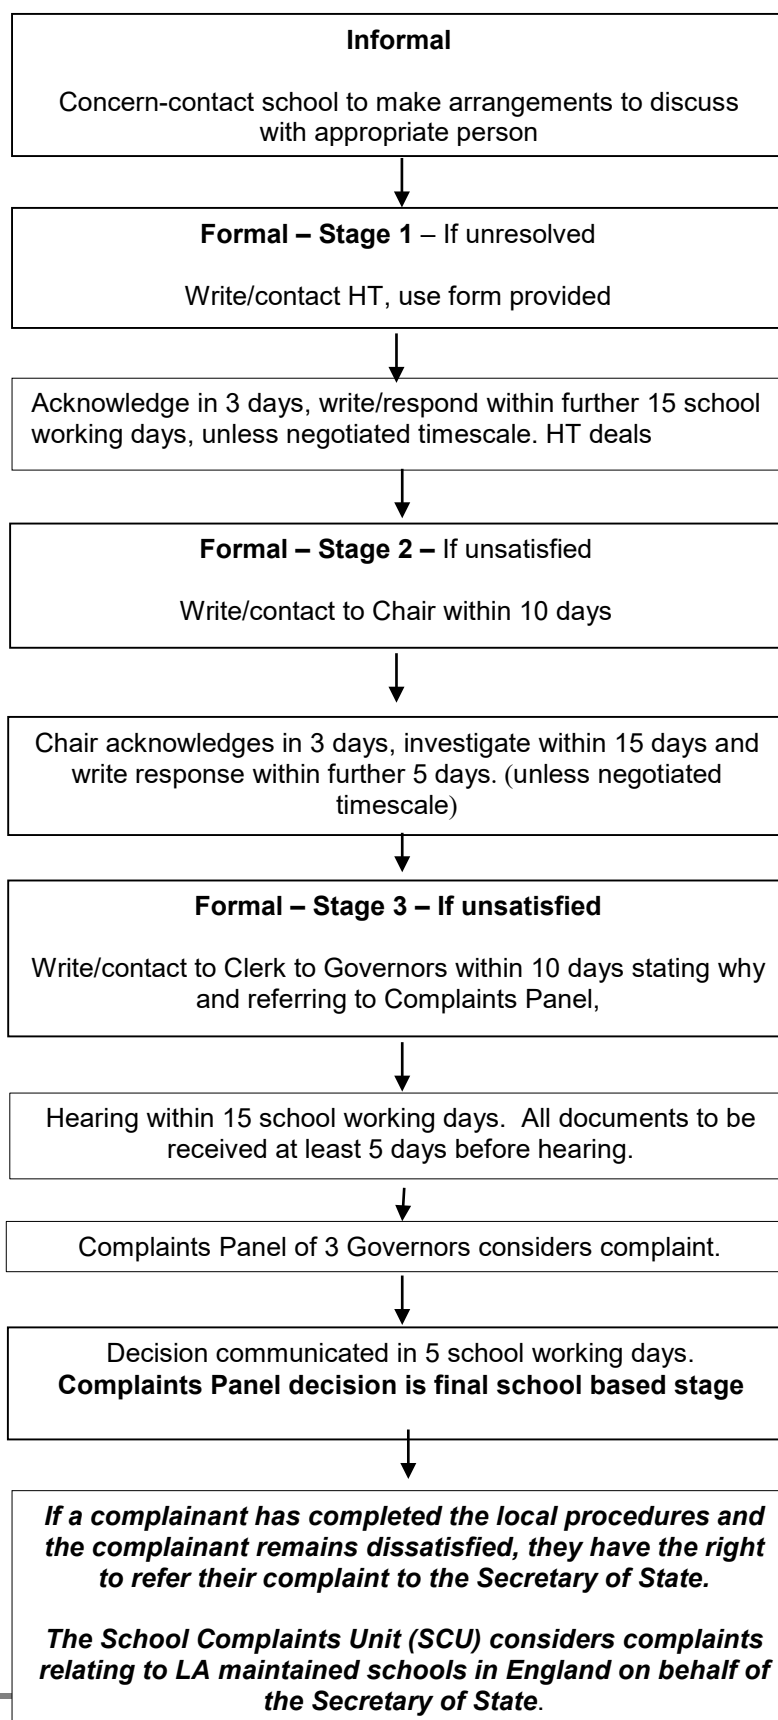 Informal
Concern-contact school to make arrangements to discuss
with appropriate person
Formal – Stage 1 – If unresolved
Write/contact HT, use form provided
Acknowledge in 3 days, write/respond within further 15 school
working days, unless negotiated timescale. HT deals
Formal – Stage 2 – If unsatisfied
Write/contact to Chair within 10 days
Chair acknowledges in 3 days, investigate within 15 days and
write response within further 5 days. (unless negotiated
timescale)
Formal – Stage 3 – If unsatisfied
Write/contact to Clerk to Governors within 10 days stating why
and referring to Complaints Panel,
Hearing within 15 school working days.  All documents to be
received at least 5 days before hearing.
Complaints Panel of 3 Governors considers complaint.
Decision communicated in 5 school working days.
Complaints Panel decision is final school based stage
If a complainant has completed the local procedures and
the complainant remains dissatisfied, they have the right
to refer their complaint to the Secretary of State.
The School Complaints Unit (SCU) considers complaints
relating to LA maintained schools in England on behalf of
the Secretary of State.